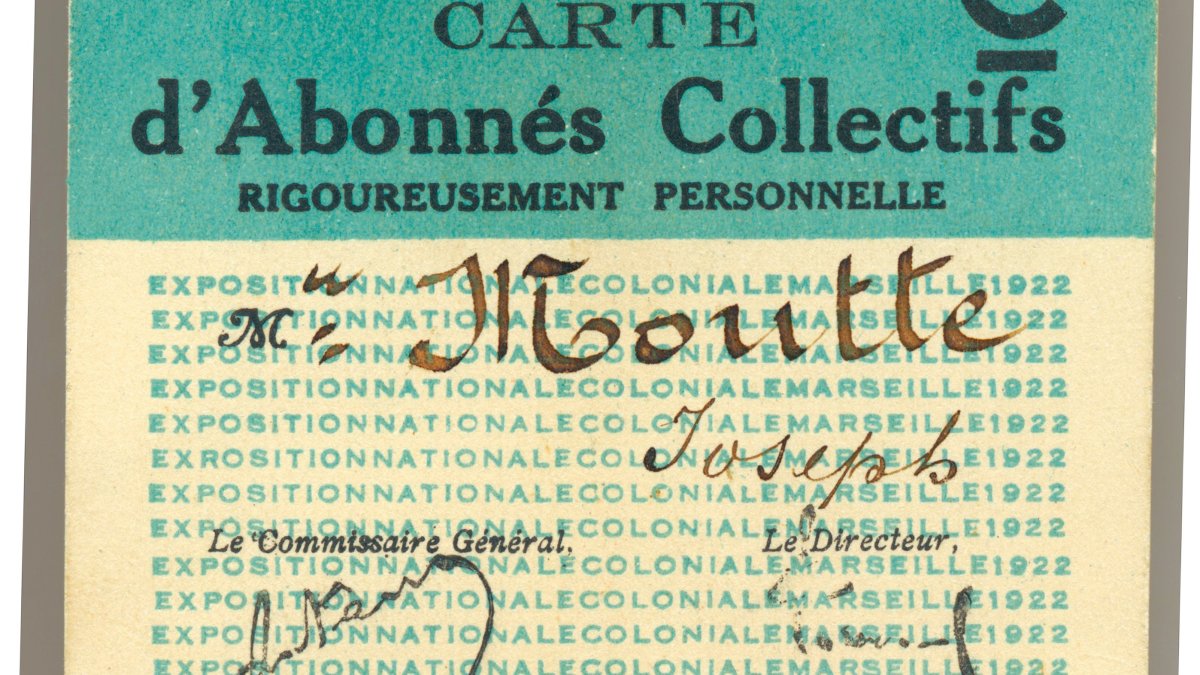 CARTE
d'Abonnés Collectifs
RIGOUREUSEMENT PERSONNELLE
EXPOSITIONNATIONALECOLONIALEMARSEILLE1922
M" Moutte
EXPOSITIONNATIONALECOLONIALEMARSEILLE1922
EXPOSITIONNATIONALECOLONIALEMARSEILLE1922
EXPOSITIONNATIONALECOLONIALEMARSEILLE1922
EXPOSITIONNATIONALECOLONIALEMARSEILLE1922
Joseph
EXROSITIONNATIONALECOLONIALEMARSEILLE1922
EXPOSITIONNATIONALECOLONIALEMARSEILLE1922
EXPOSITIONNATIONALECOLONIALEMARSEILLE1922
Le Commissaire Général, Le Directeur,
EXPOSITIONNATIONALECOLONIALEMARSEILLE1922
EXPOSITIONNATIONALECOLONIALEMARSEILLE1922
EXPOSITIONNATIONALECOLONIALEMARSEILLE1922
EXPOSITIONNATIONALECOLONIALEMARSEILLE1922